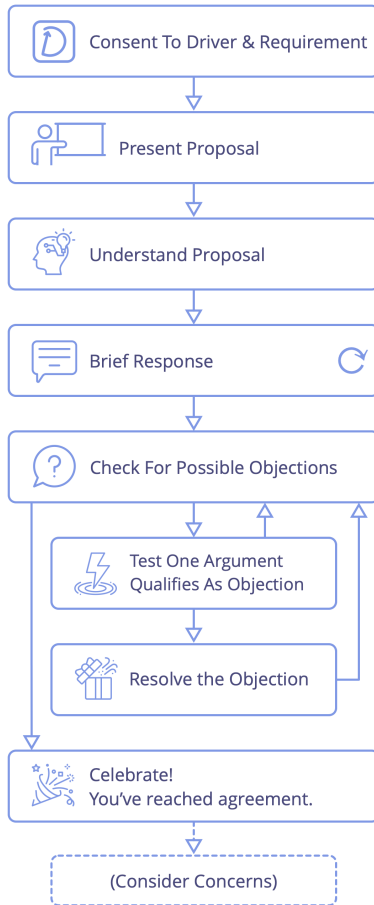 Consent To Driver & Requirement
Present Proposal
Understand Proposal
Brief Response
?
Check For Possible Objections
Test One Argument
Qualifies As Objection
Resolve the Objection
Celebrate!
You’ve reached agreement.
(Consider Concerns)